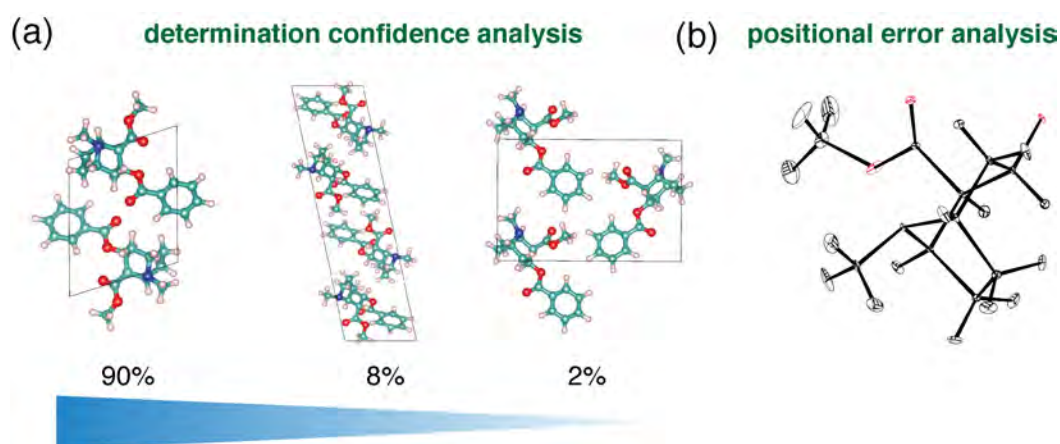 (a) determination confidence analysis
(b) positional error analysis
90% 8% 2%